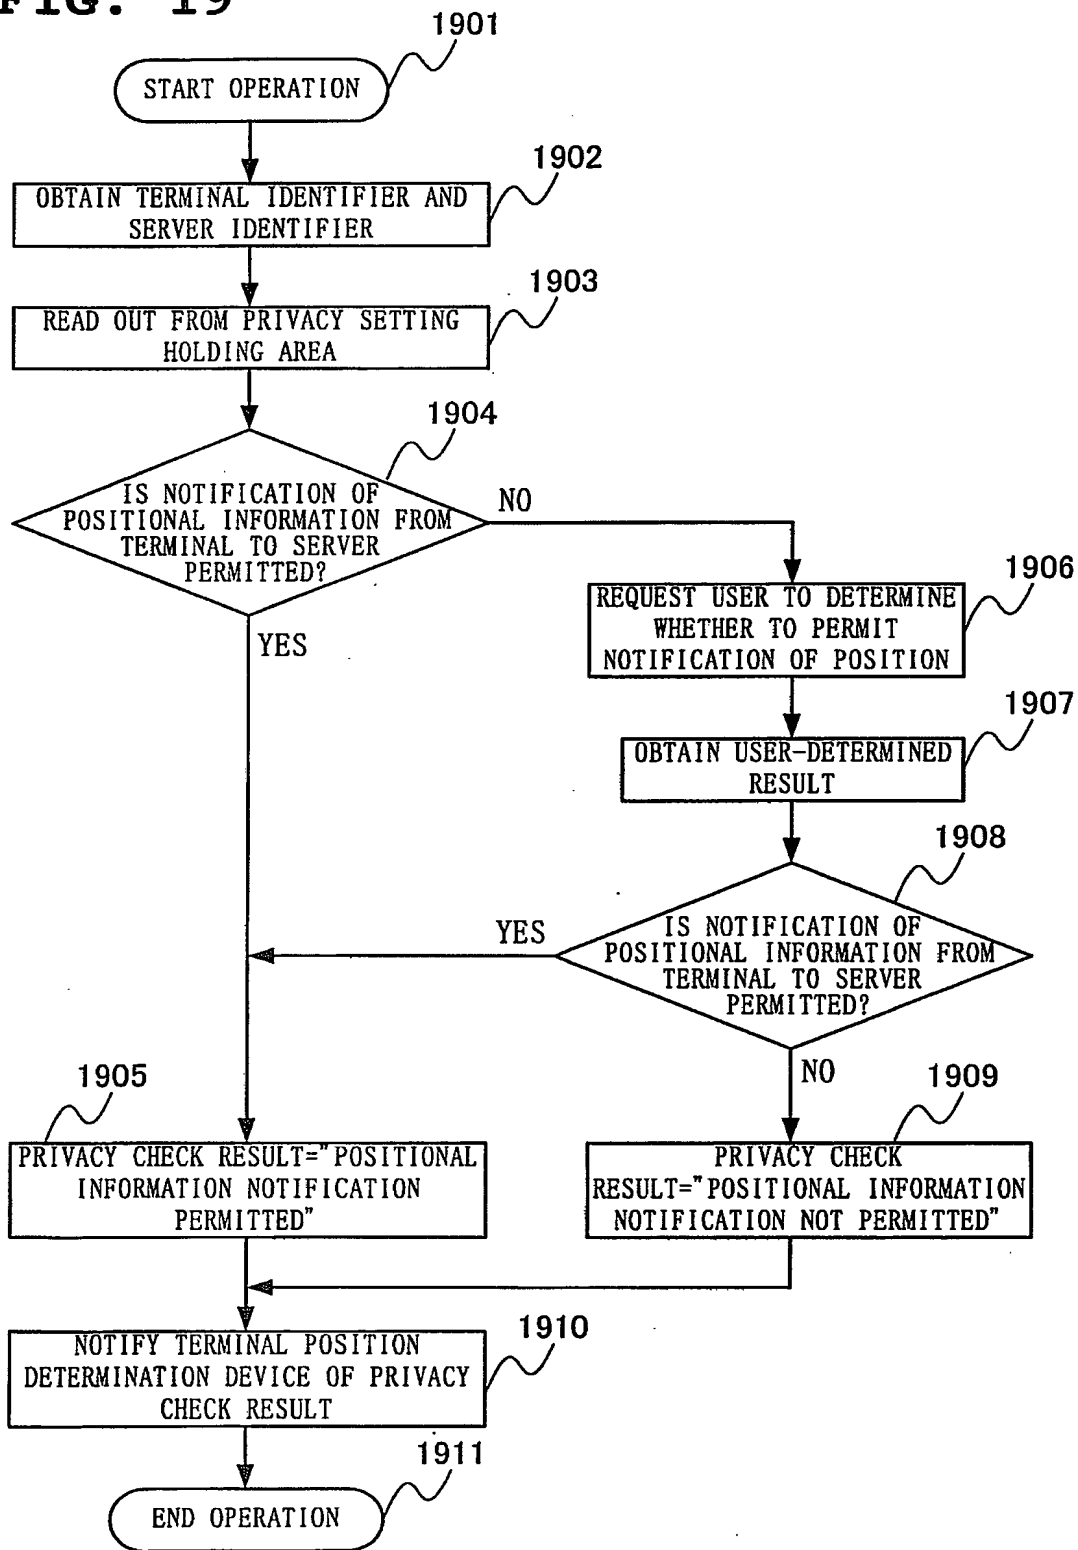 FIG. 19
1901
START OPERATION
1902
OBTAIN TERMINAL IDENTIFIER AND
SERVER IDENTIFIER
1903
READ OUT FROM PRIVACY SETTING
HOLDING AREA
1904
IS NOTIFICATION OF
POSITIONAL INFORMATION FROM
TERMINAL TO SERVER
PERMITTED?
NO
YES
1906
REQUEST USER TO DETERMINE
WHETHER TO PERMIT
NOTIFICATION OF POSITION
1907
OBTAIN USER-DETERMINED
RESULT
1908
IS NOTIFICATION OF
POSITIONAL INFORMATION FROM
TERMINAL TO SERVER
PERMITTED?
YES
NO
1905
PRIVACY CHECK RESULT="POSITIONAL
INFORMATION NOTIFICATION
PERMITTED"
1909
PRIVACY CHECK
RESULT="POSITIONAL INFORMATION
NOTIFICATION NOT PERMITTED"
1910
NOTIFY TERMINAL POSITION
DETERMINATION DEVICE OF PRIVACY
CHECK RESULT
1911
END OPERATION